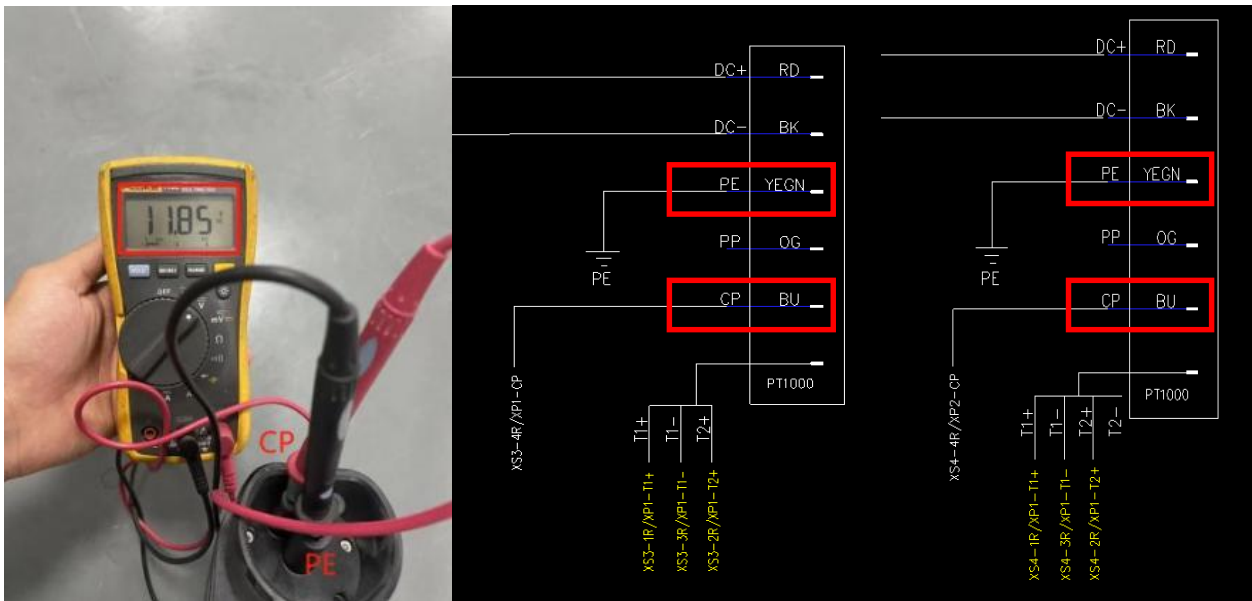 11.85
OFF
V
mV
Ω
A
CP
PE
DC+ RD
DC- BK
PE YEGN
PP OG
PE
CP BU
PT1000
XS3-4R/XP1-CP
T1+
T1-
T2+
XS3-1R/XP1-T1+
XS3-3R/XP1-T1-
XS3-2R/XP1-T2+
DC+ RD
DC- BK
PE YEGN
PP OG
PE
CP BU
PT1000
XS4-4R/XP2-CP
T1+
T1-
T2+
T2-
XS4-1R/XP1-T1+
XS4-3R/XP1-T1-
XS4-2R/XP1-T2+